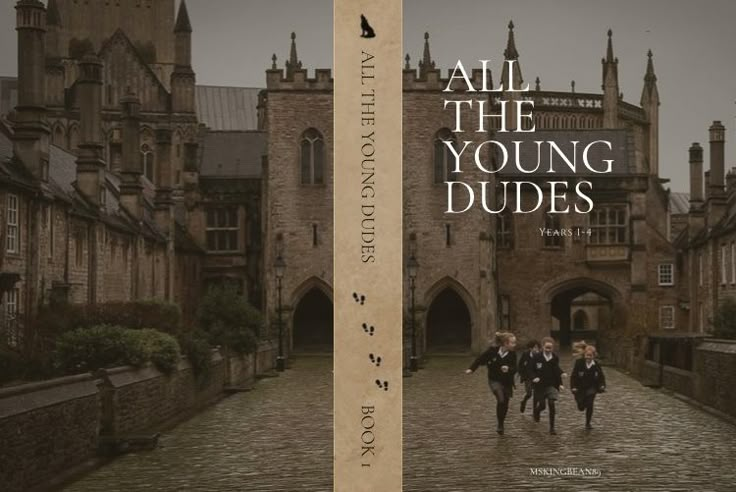 ALL THE YOUNG DUDES
BOOK 1
ALL
THE
YOUNG
DUDES
YEARS 1-4
MSKINGBEAN89